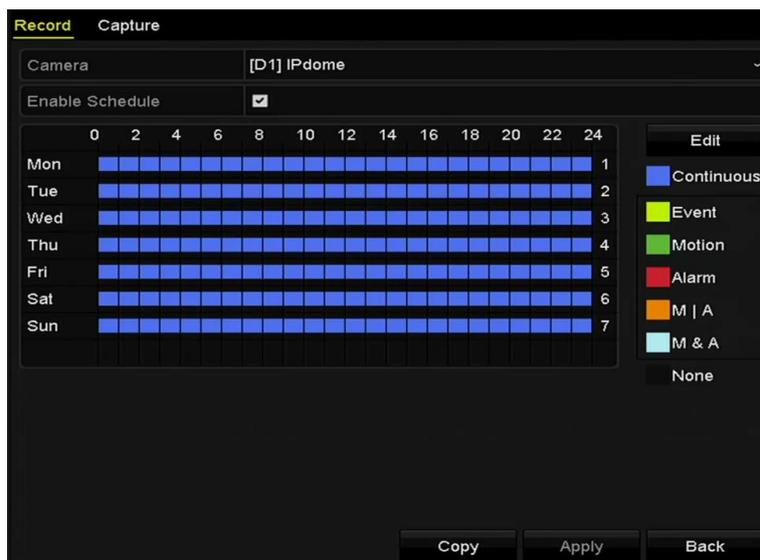 Record Capture
Camera [D1] IPdome
Enable Schedule
0 2 4 6 8 10 12 14 16 18 20 22 24
Edit
Mon 1
Continuous
Tue 2
Event
Wed 3
Thu 4
Motion
Fri 5
Alarm
Sat 6
M | A
Sun 7
M & A
None
Copy Apply Back